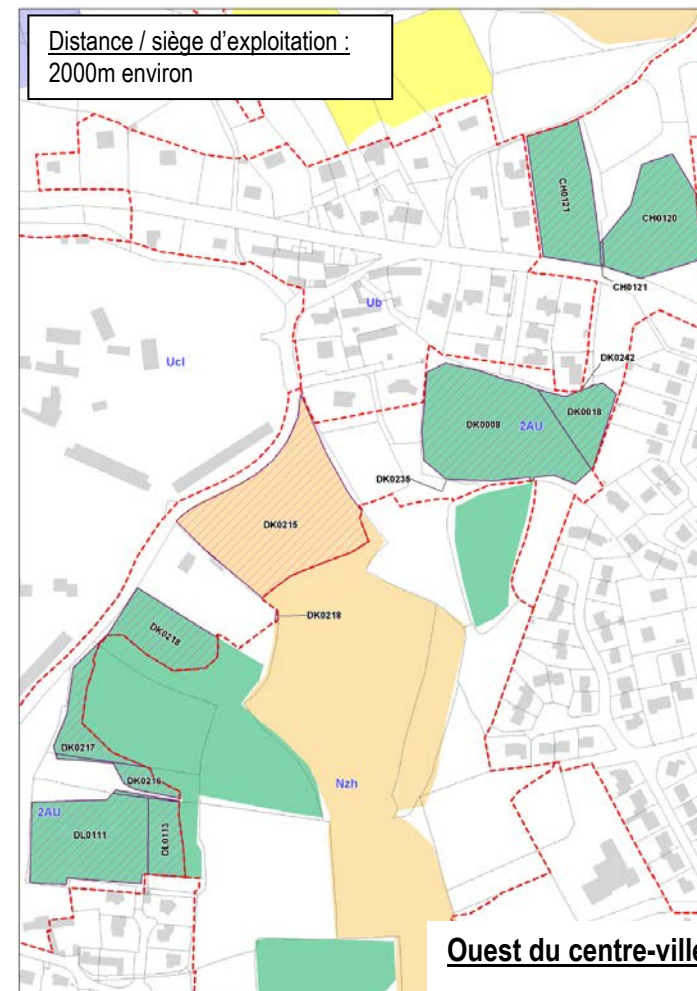 Distance / siège d'exploitation :
2000m environ
CH0121
CH0120
CH0121
Ub
Ucl
DK0242
DK0008
DK0018
2AU
DK0235
DK0215
DK0218
DK0218
DK0217
DK0216
Nzh
2AU
DL0111
DL0113
Ouest du centre-ville